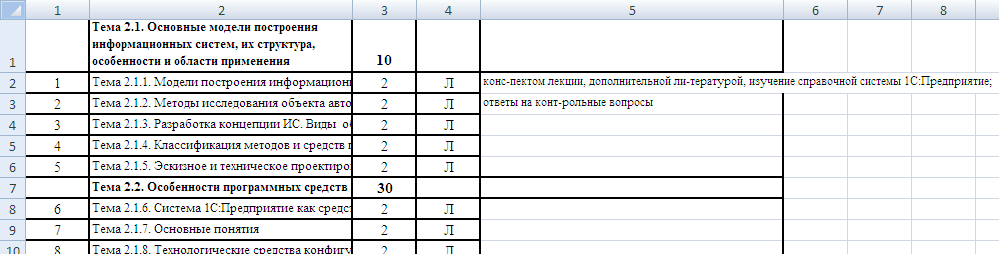 1 2 3 4 5 6 7 8
Тема 2.1. Основные модели построения
информационных систем, их структура,
1 особенности и области применения 10
2 1 Тема 2.1.1. Модели построения информацион 2 Л конс-пектом лекции, дополнительной ли-тературой, изучение справочной системы 1С:Предприятие;
3 2 Тема 2.1.2. Методы исследования объекта авто 2 Л ответы на конт-рольные вопросы
4 3 Тема 2.1.3. Разработка концепции ИС. Виды об 2 Л
5 4 Тема 2.1.4. Классификация методов и средств 2 Л
6 5 Тема 2.1.5. Эскизное и техническое проектиро 2 Л
7 Тема 2.2. Особенности программных средств 30
8 6 Тема 2.1.6. Система 1С:Предприятие как средст 2 Л
9 7 Тема 2.1.7. Основные понятия 2 Л
10 8 Тема 2.1.8. Технологические средства конфигу 2 Л